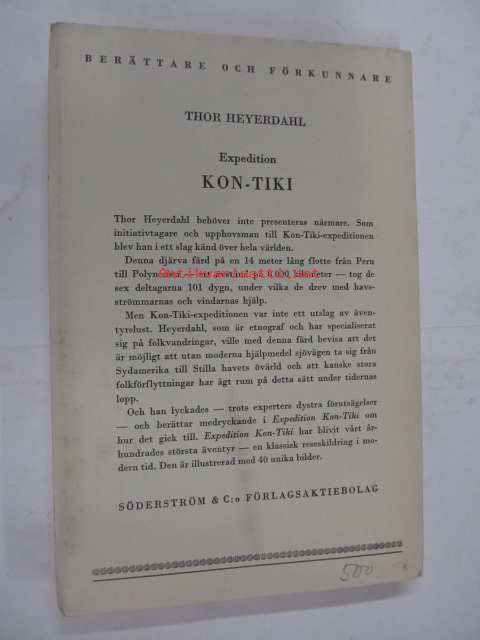 BERÄTTARE OCH FÖRKUNNARE
THOR HEYERDAHL
Expedition
KON-TIKI
Thor Heyerdahl behöver inte presenteras närmare. Som
initiativtagare och upphovsman till Kon-Tiki-expeditionen
blev han i ett slag känd över hela världen.
Denna djärva färd på en 14 meter lång flotte från Peru
till Polynesien — ett avstånd på 8,000 kilometer — tog de
sex deltagarna 101 dygn, under vilka de drev med havs-
strömmarnas och vindarnas hjälp.
Men Kon-Tiki-expeditionen var inte ett utslag av även-
tyrslust. Heyerdahl, som är etnograf och har specialiserat
sig på folkvandringar, ville med denna färd bevisa att det
är möjligt att utan moderna hjälpmedel sjövägen ta sig från
Sydamerika till Stilla havets övärld och att kanske stora
folkförflyttningar har ägt rum på detta sätt under tidernas
lopp.
Och han lyckades — trots experters dystra förutsägelser
— och berättar medryckande i Expedition Kon-Tiki om
hur det gick till. Expedition Kon-Tiki har blivit vårt år-
hundrades största äventyr — en klassisk reseskildring i mo-
dern tid. Den är illustrerad med 40 unika bilder.
SÖDERSTRÖM & C:o FÖRLAGSAKTIEBOLAG
500